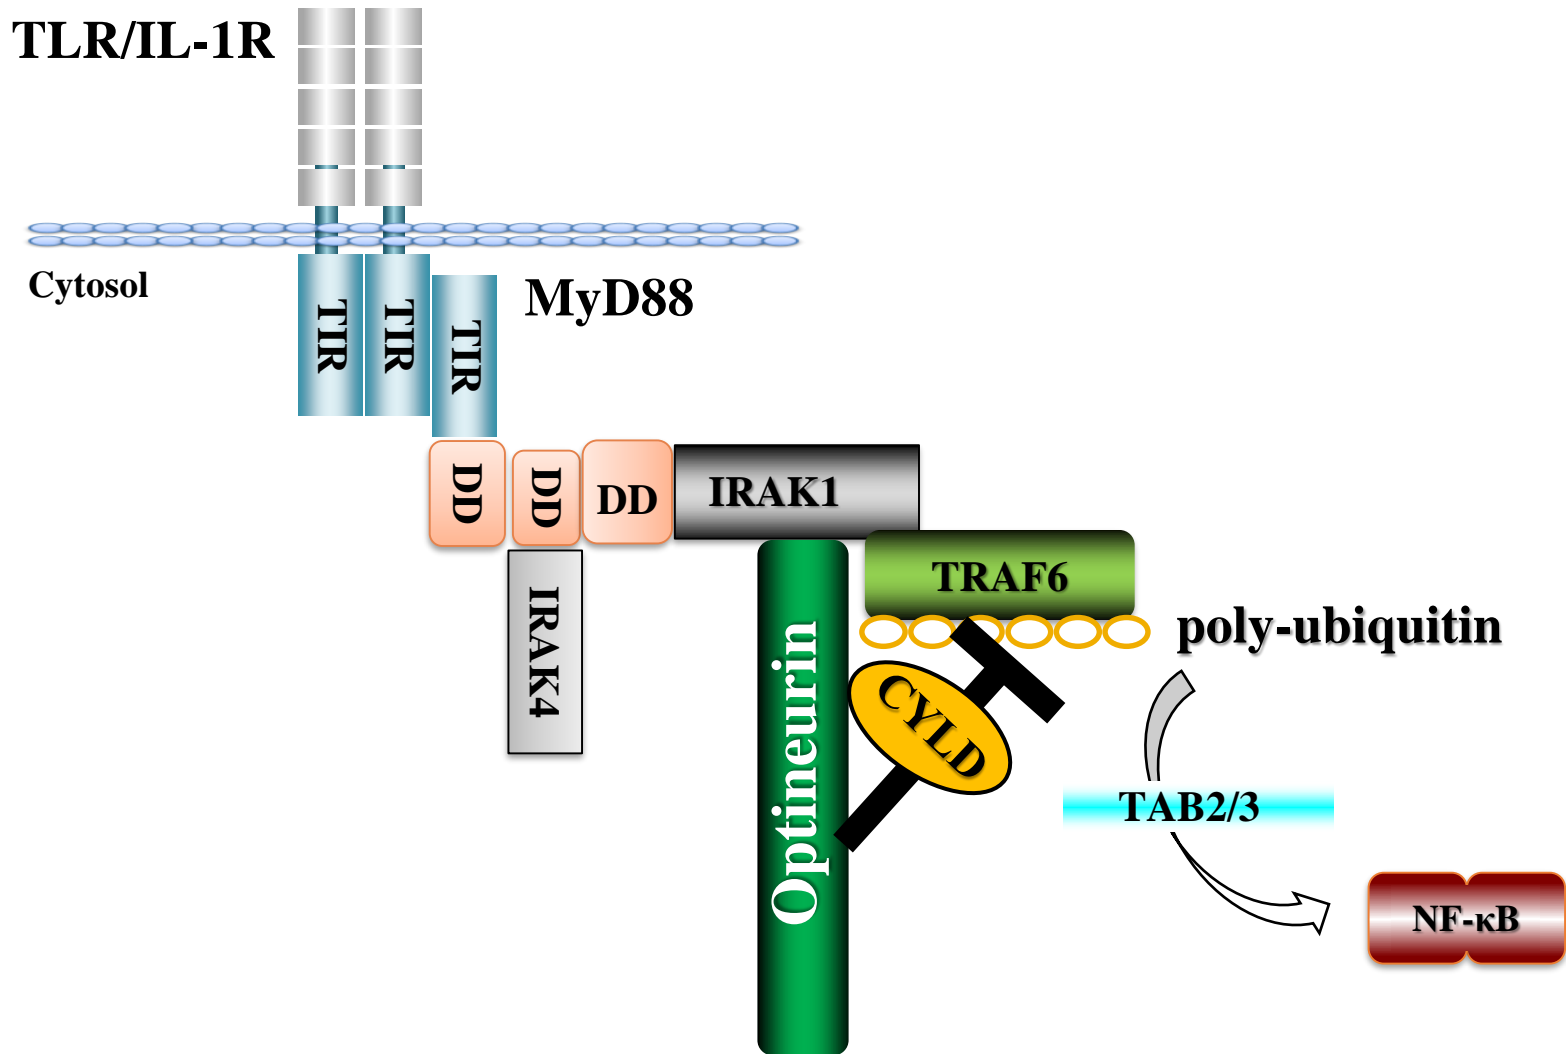 TLR/IL-1R
Cytosol
MyD88
TIR
TIR
TIR
DD
DD
DD
IRAK1
IRAK4
TRAF6
poly-ubiquitin
Optineurin
CYLD
TAB2/3
NF-κB